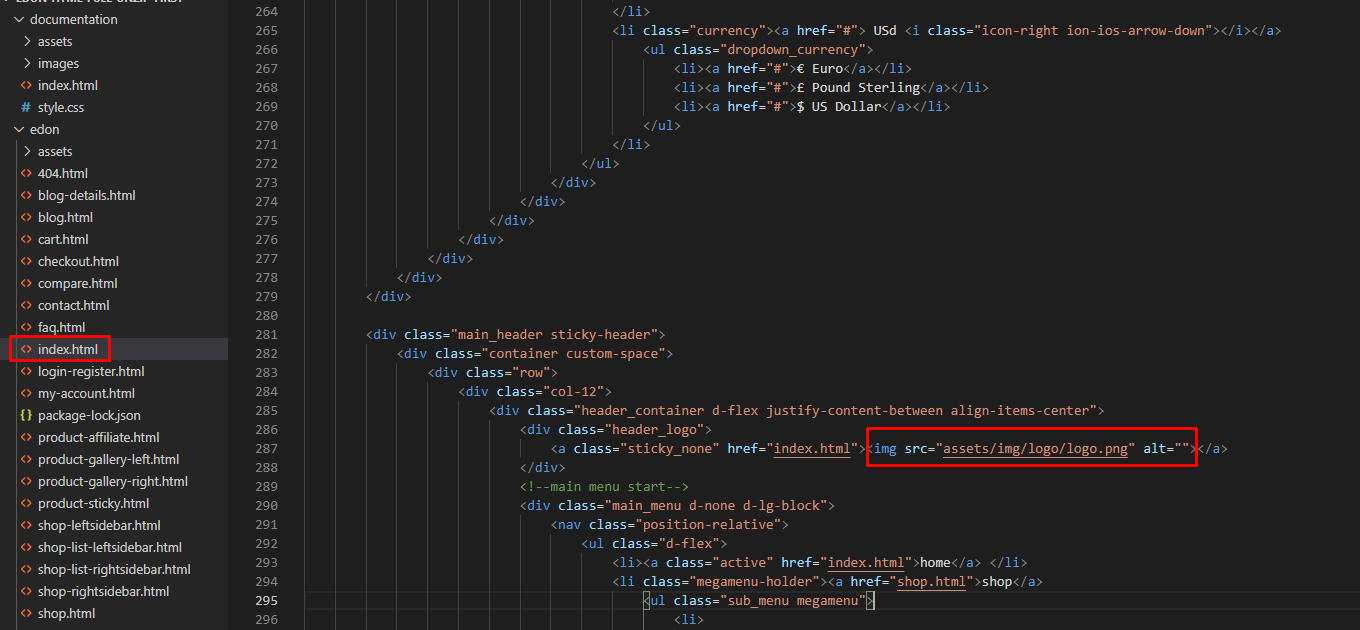 EDON-HTML-FULL-UNZIP-FIRST
documentation
assets
images
<> index.html
# style.css
edon
assets
<> 404.html
<> blog-details.html
<> blog.html
<> cart.html
<> checkout.html
<> compare.html
<> contact.html
<> faq.html
<> index.html
<> login-register.html
<> my-account.html
{} package-lock.json
<> product-affiliate.html
<> product-gallery-left.html
<> product-gallery-right.html
<> product-sticky.html
<> shop-leftsidebar.html
<> shop-list-leftsidebar.html
<> shop-list-rightsidebar.html
<> shop-rightsidebar.html
<> shop.html
264 </li>
265 <li class="currency"><a href="#"> USd <i class="icon-right ion-ios-arrow-down"></i></a>
266 <ul class="dropdown_currency">
267 <li><a href="#">€ Euro</a></li>
268 <li><a href="#">£ Pound Sterling</a></li>
269 <li><a href="#">$ US Dollar</a></li>
270 </ul>
271 </li>
272 </ul>
273 </div>
274 </div>
275 </div>
276 </div>
277 </div>
278 </div>
279 </div>
280
281 <div class="main_header sticky-header">
282 <div class="container custom-space">
283 <div class="row">
284 <div class="col-12">
285 <div class="header_container d-flex justify-content-between align-items-center">
286 <div class="header_logo">
287 <a class="sticky_none" href="index.html"><img src="assets/img/logo/logo.png" alt=""></a>
288 </div>
289 <!--main menu start-->
290 <div class="main_menu d-none d-lg-block">
291 <nav class="position-relative">
292 <ul class="d-flex">
293 <li><a class="active" href="index.html">home</a> </li>
294 <li class="megamenu-holder"><a href="shop.html">shop</a>
295 <ul class="sub_menu megamenu">
296 <li>